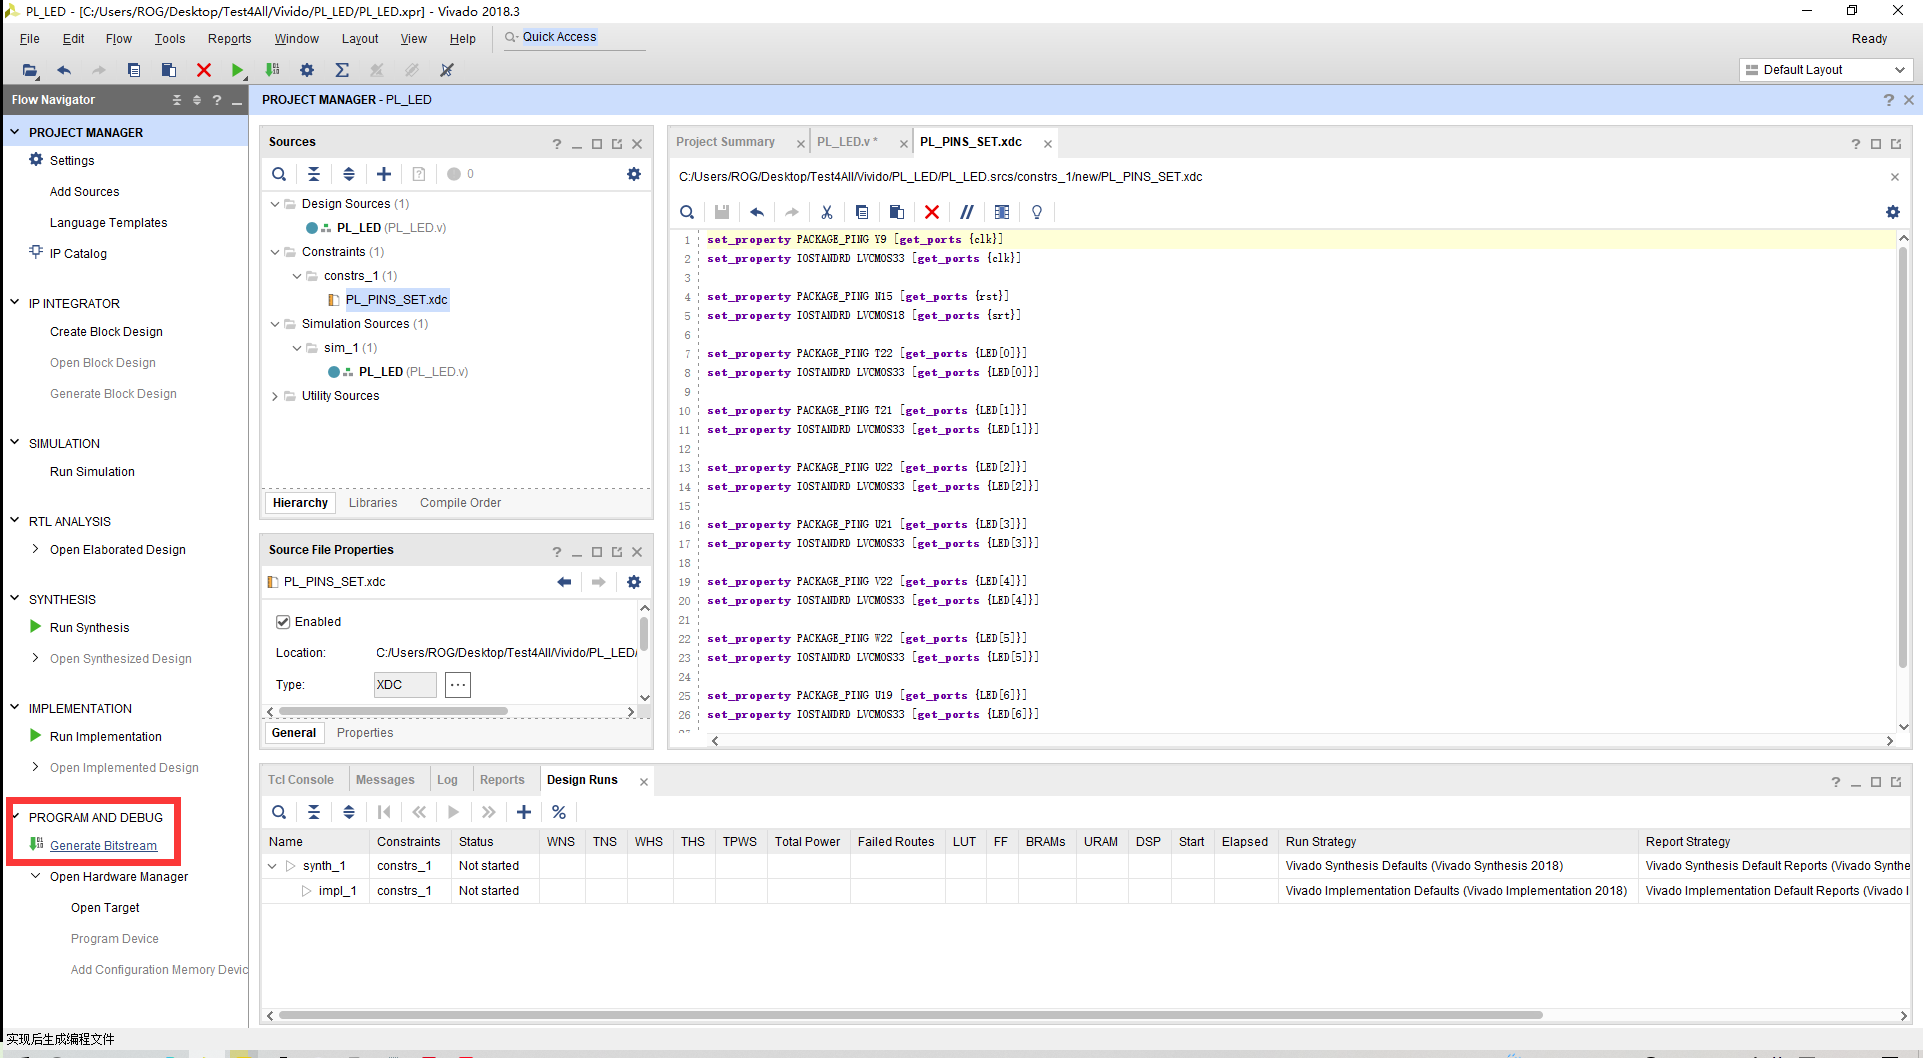 PL_LED - [C:/Users/ROG/Desktop/Test4All/Vivido/PL_LED/PL_LED.xpr] - Vivado 2018.3
File Edit Flow Tools Reports Window Layout View Help Quick Access Ready
Default Layout
Flow Navigator
PROJECT MANAGER - PL_LED
PROJECT MANAGER
Settings
Add Sources
Language Templates
IP Catalog
IP INTEGRATOR
Create Block Design
Open Block Design
Generate Block Design
SIMULATION
Run Simulation
RTL ANALYSIS
Open Elaborated Design
SYNTHESIS
Run Synthesis
Open Synthesized Design
IMPLEMENTATION
Run Implementation
Open Implemented Design
PROGRAM AND DEBUG
Generate Bitstream
Open Hardware Manager
Open Target
Program Device
Add Configuration Memory Devic
Sources
0
Design Sources (1)
PL_LED (PL_LED.v)
Constraints (1)
constrs_1 (1)
PL_PINS_SET.xdc
Simulation Sources (1)
sim_1 (1)
PL_LED (PL_LED.v)
Utility Sources
Hierarchy Libraries Compile Order
Source File Properties
PL_PINS_SET.xdc
Enabled
Location: C:/Users/ROG/Desktop/Test4All/Vivido/PL_LED/
Type: XDC ...
General Properties
Project Summary PL_LED.v * PL_PINS_SET.xdc
C:/Users/ROG/Desktop/Test4All/Vivido/PL_LED/PL_LED.srcs/constrs_1/new/PL_PINS_SET.xdc
1 set_property PACKAGE_PING Y9 [get_ports {clk}]
2 set_property IOSTANDRD LVCMOS33 [get_ports {clk}]
3
4 set_property PACKAGE_PING N15 [get_ports {rst}]
5 set_property IOSTANDRD LVCMOS18 [get_ports {srt}]
6
7 set_property PACKAGE_PING T22 [get_ports {LED[0]}]
8 set_property IOSTANDRD LVCMOS33 [get_ports {LED[0]}]
9
10 set_property PACKAGE_PING T21 [get_ports {LED[1]}]
11 set_property IOSTANDRD LVCMOS33 [get_ports {LED[1]}]
12
13 set_property PACKAGE_PING U22 [get_ports {LED[2]}]
14 set_property IOSTANDRD LVCMOS33 [get_ports {LED[2]}]
15
16 set_property PACKAGE_PING U21 [get_ports {LED[3]}]
17 set_property IOSTANDRD LVCMOS33 [get_ports {LED[3]}]
18
19 set_property PACKAGE_PING V22 [get_ports {LED[4]}]
20 set_property IOSTANDRD LVCMOS33 [get_ports {LED[4]}]
21
22 set_property PACKAGE_PING W22 [get_ports {LED[5]}]
23 set_property IOSTANDRD LVCMOS33 [get_ports {LED[5]}]
24
25 set_property PACKAGE_PING U19 [get_ports {LED[6]}]
26 set_property IOSTANDRD LVCMOS33 [get_ports {LED[6]}]
Tcl Console Messages Log Reports Design Runs
Name Constraints Status WNS TNS WHS THS TPWS Total Power Failed Routes LUT FF BRAMs URAM DSP Start Elapsed Run Strategy Report Strategy
synth_1 constrs_1 Not started Vivado Synthesis Defaults (Vivado Synthesis 2018) Vivado Synthesis Default Reports (Vivado Synthe
impl_1 constrs_1 Not started Vivado Implementation Defaults (Vivado Implementation 2018) Vivado Implementation Default Reports (Vivado I
实现后生成编程文件